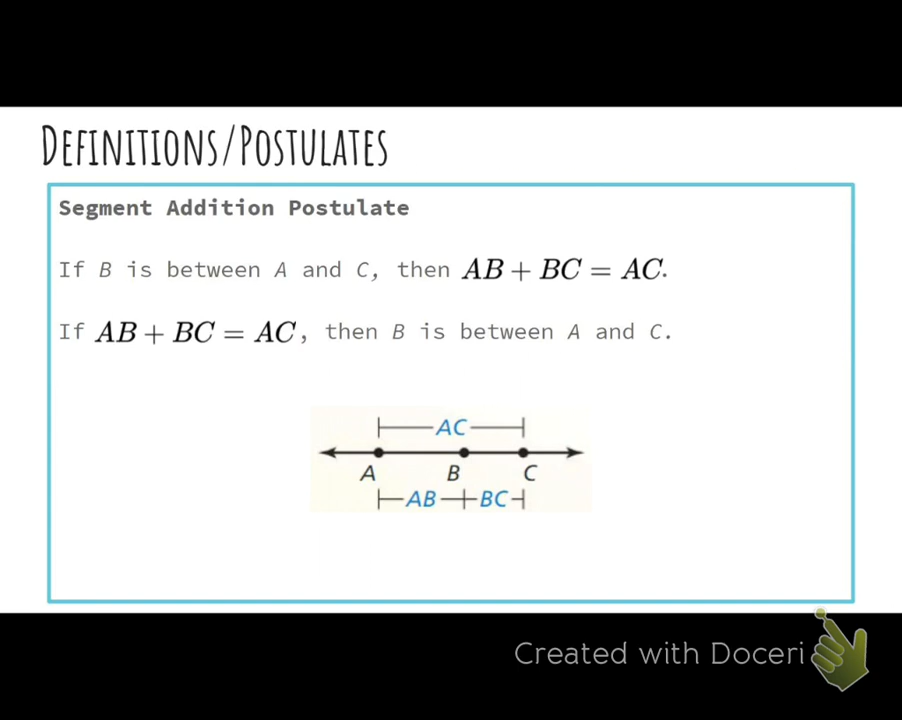 DEFINITIONS/POSTULATES
Segment Addition Postulate
If B is between A and C, then AB + BC = AC.
If AB + BC = AC, then B is between A and C.
AC
A B C
AB BC
Created with Doceri